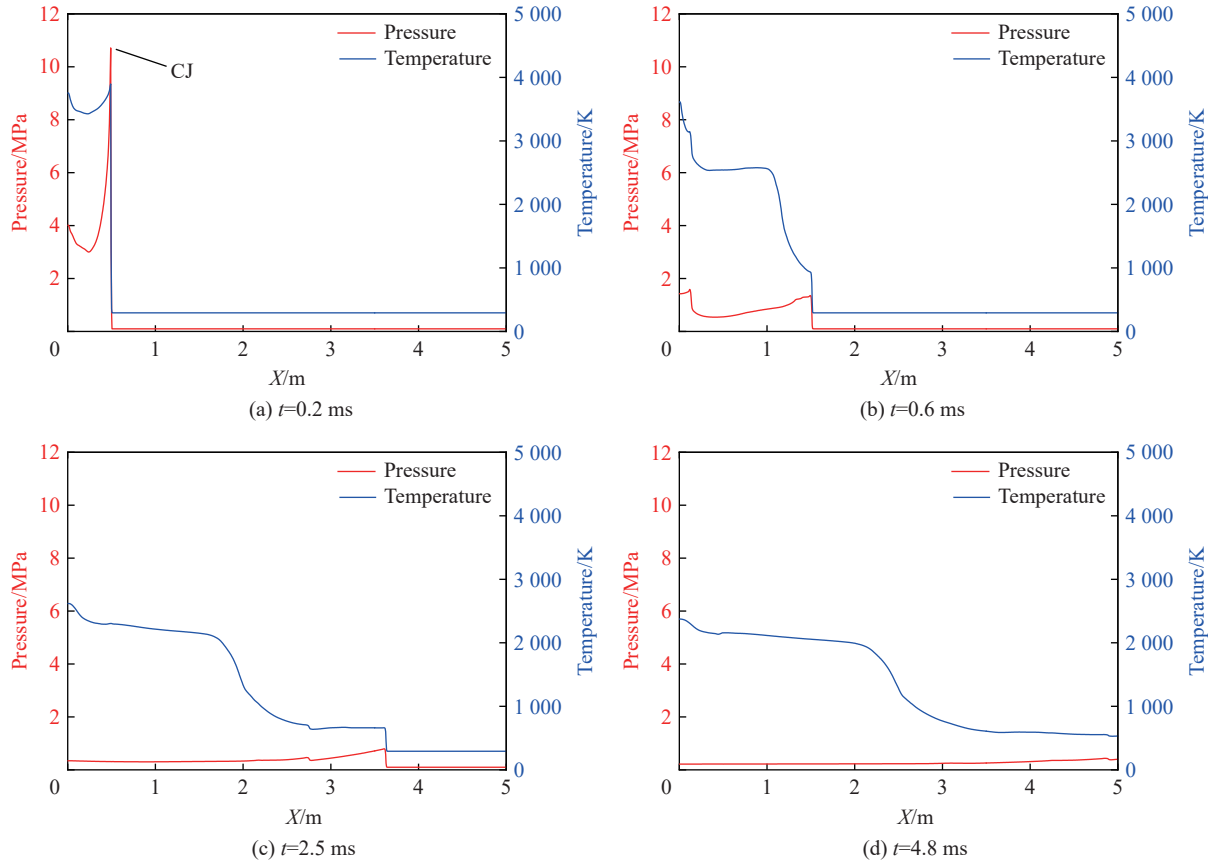 12
10
8
6
4
2
0
Pressure/MPa
Pressure
Temperature
CJ
5 000
4 000
3 000
2 000
1 000
0
Temperature/K
1
2
3
4
5
X/m
(a) t=0.2 ms
12
10
8
6
4
2
0
Pressure/MPa
Pressure
Temperature
5 000
4 000
3 000
2 000
1 000
0
Temperature/K
1
2
3
4
5
X/m
(b) t=0.6 ms
12
10
8
6
4
2
0
Pressure/MPa
Pressure
Temperature
5 000
4 000
3 000
2 000
1 000
0
Temperature/K
1
2
3
4
5
X/m
(c) t=2.5 ms
12
10
8
6
4
2
0
Pressure/MPa
Pressure
Temperature
5 000
4 000
3 000
2 000
1 000
0
Temperature/K
1
2
3
4
5
X/m
(d) t=4.8 ms